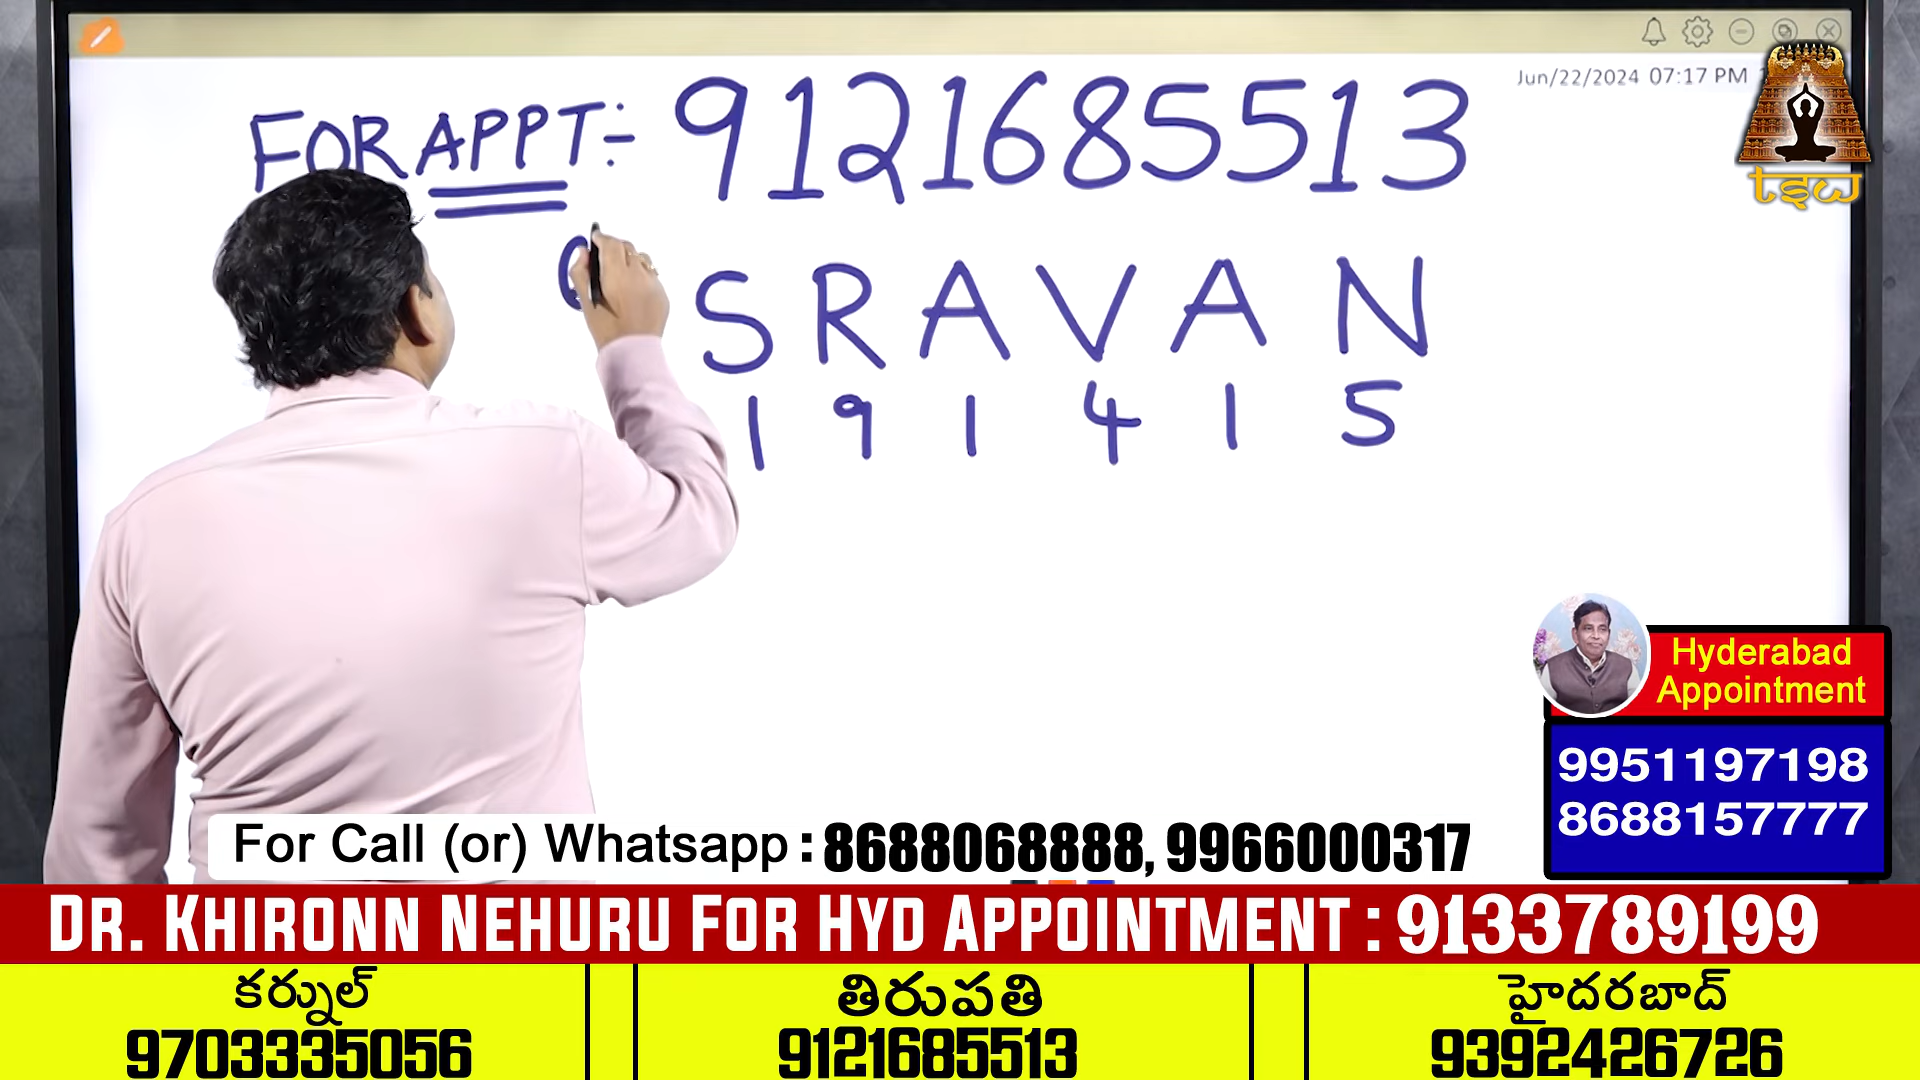 Jun/22/2024 07:17 PM
FOR APPT:- 9121685513
SRAVAN
1 9 1 4 1 5
tsw
Hyderabad
Appointment
9951197198
8688157777
For Call (or) Whatsapp : 8688068888, 9966000317
DR. KHIRONN NEHURU FOR HYD APPOINTMENT : 9133789199
కర్నుల్
9703335056
తిరుపతి
9121685513
హైదరబాద్
9392426726